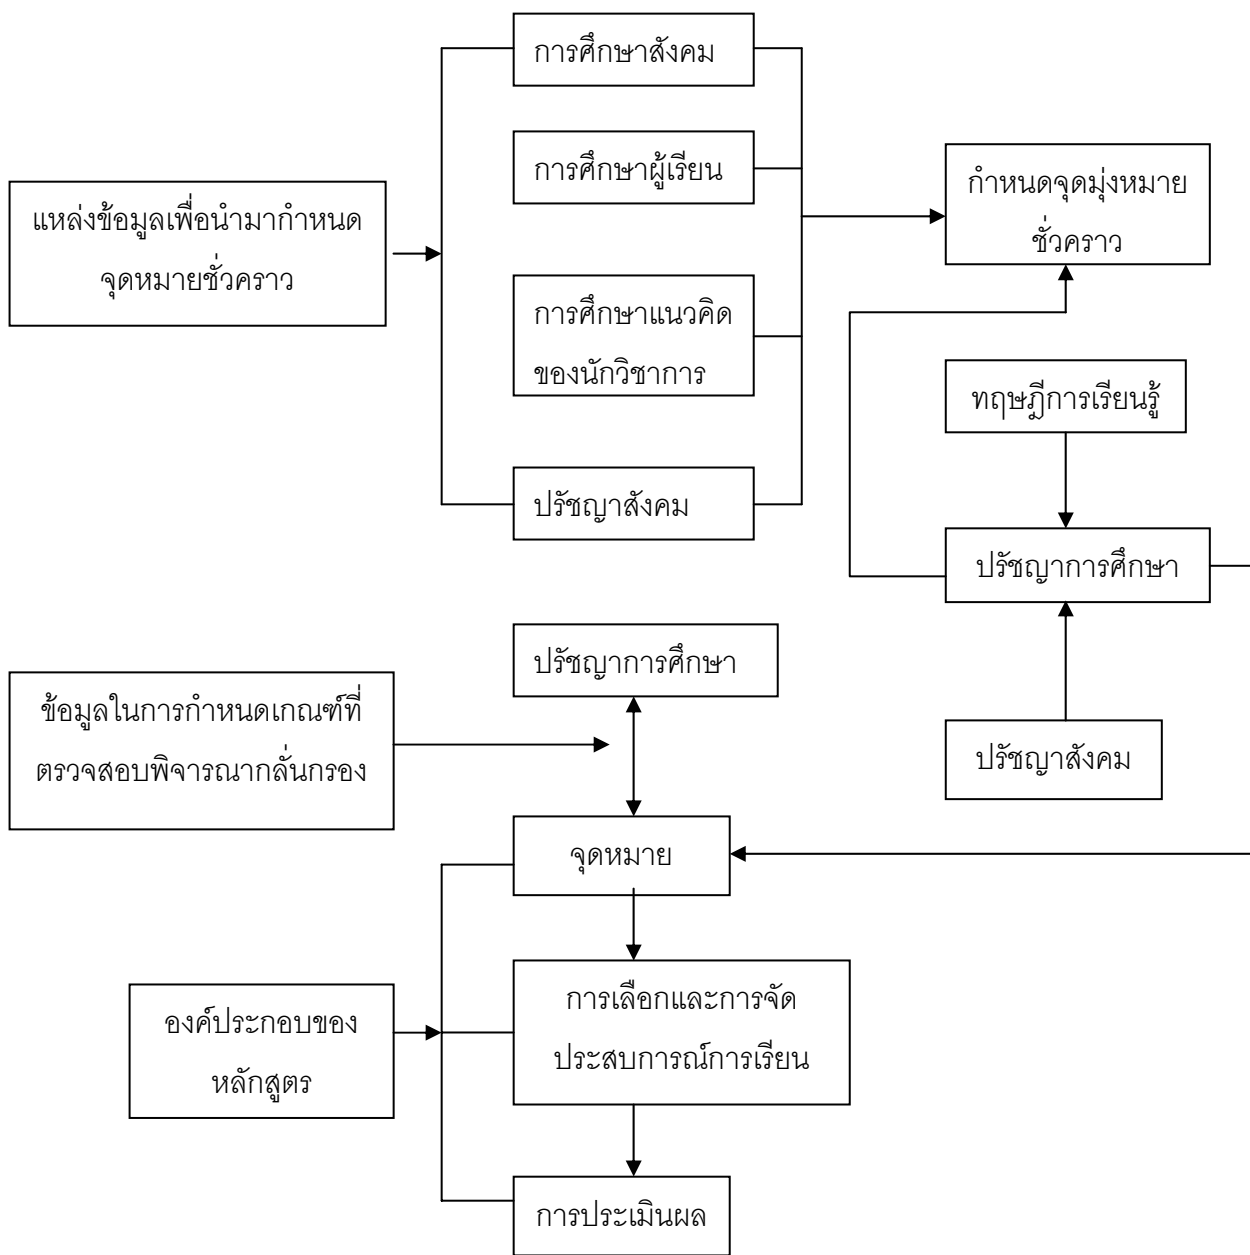 การศึกษาสังคม
การศึกษาผู้เรียน
กำหนดจุดมุ่งหมาย
ชั่วคราว
แหล่งข้อมูลเพื่อนำมากำหนด
จุดหมายชั่วคราว
การศึกษาแนวคิด
ของนักวิชาการ
ทฤษฎีการเรียนรู้
ปรัชญาสังคม
ปรัชญาการศึกษา
ปรัชญาการศึกษา
ข้อมูลในการกำหนดเกณฑ์ที่
ตรวจสอบพิจารณากลั่นกรอง
ปรัชญาสังคม
จุดหมาย
การเลือกและการจัด
ประสบการณ์การเรียน
องค์ประกอบของ
หลักสูตร
การประเมินผล